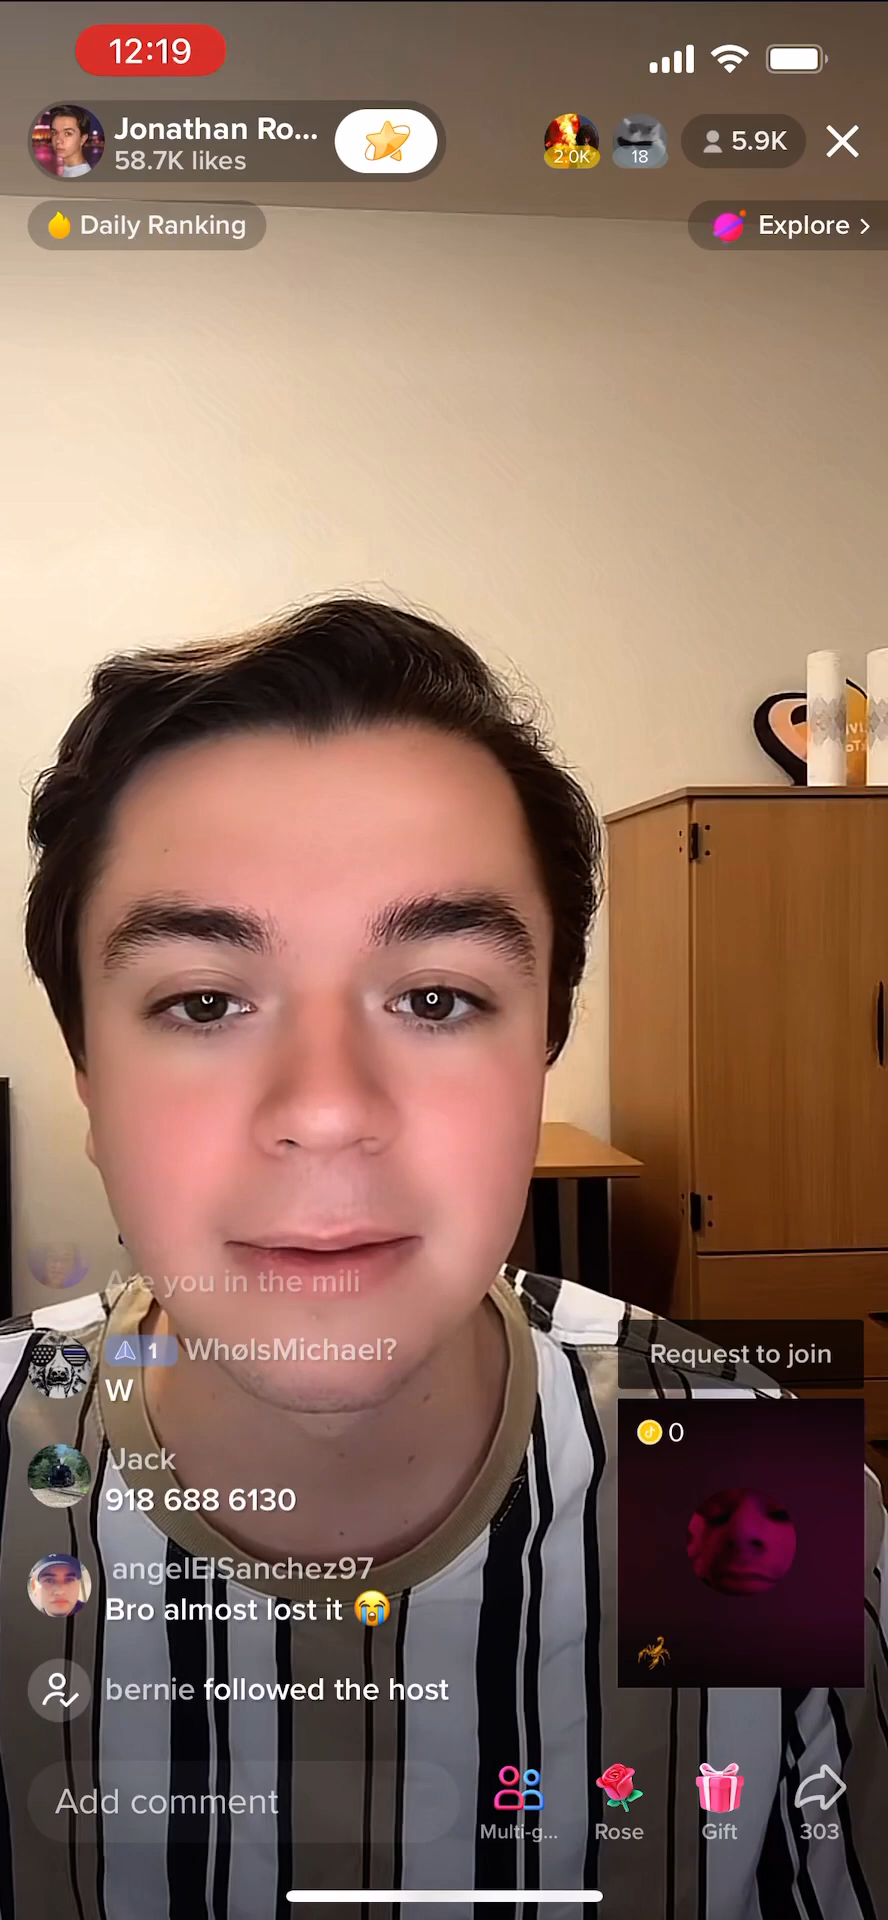 12:19
Jonathan Ro...
58.7K likes
2.0K
18
5.9K
Daily Ranking
Explore >
Are you in the mili
1 WhøIsMichael?
W
Jack
918 688 6130
angelElSanchez97
Bro almost lost it 😭
bernie followed the host
Request to join
0
Add comment
Multi-g...
Rose
Gift
303